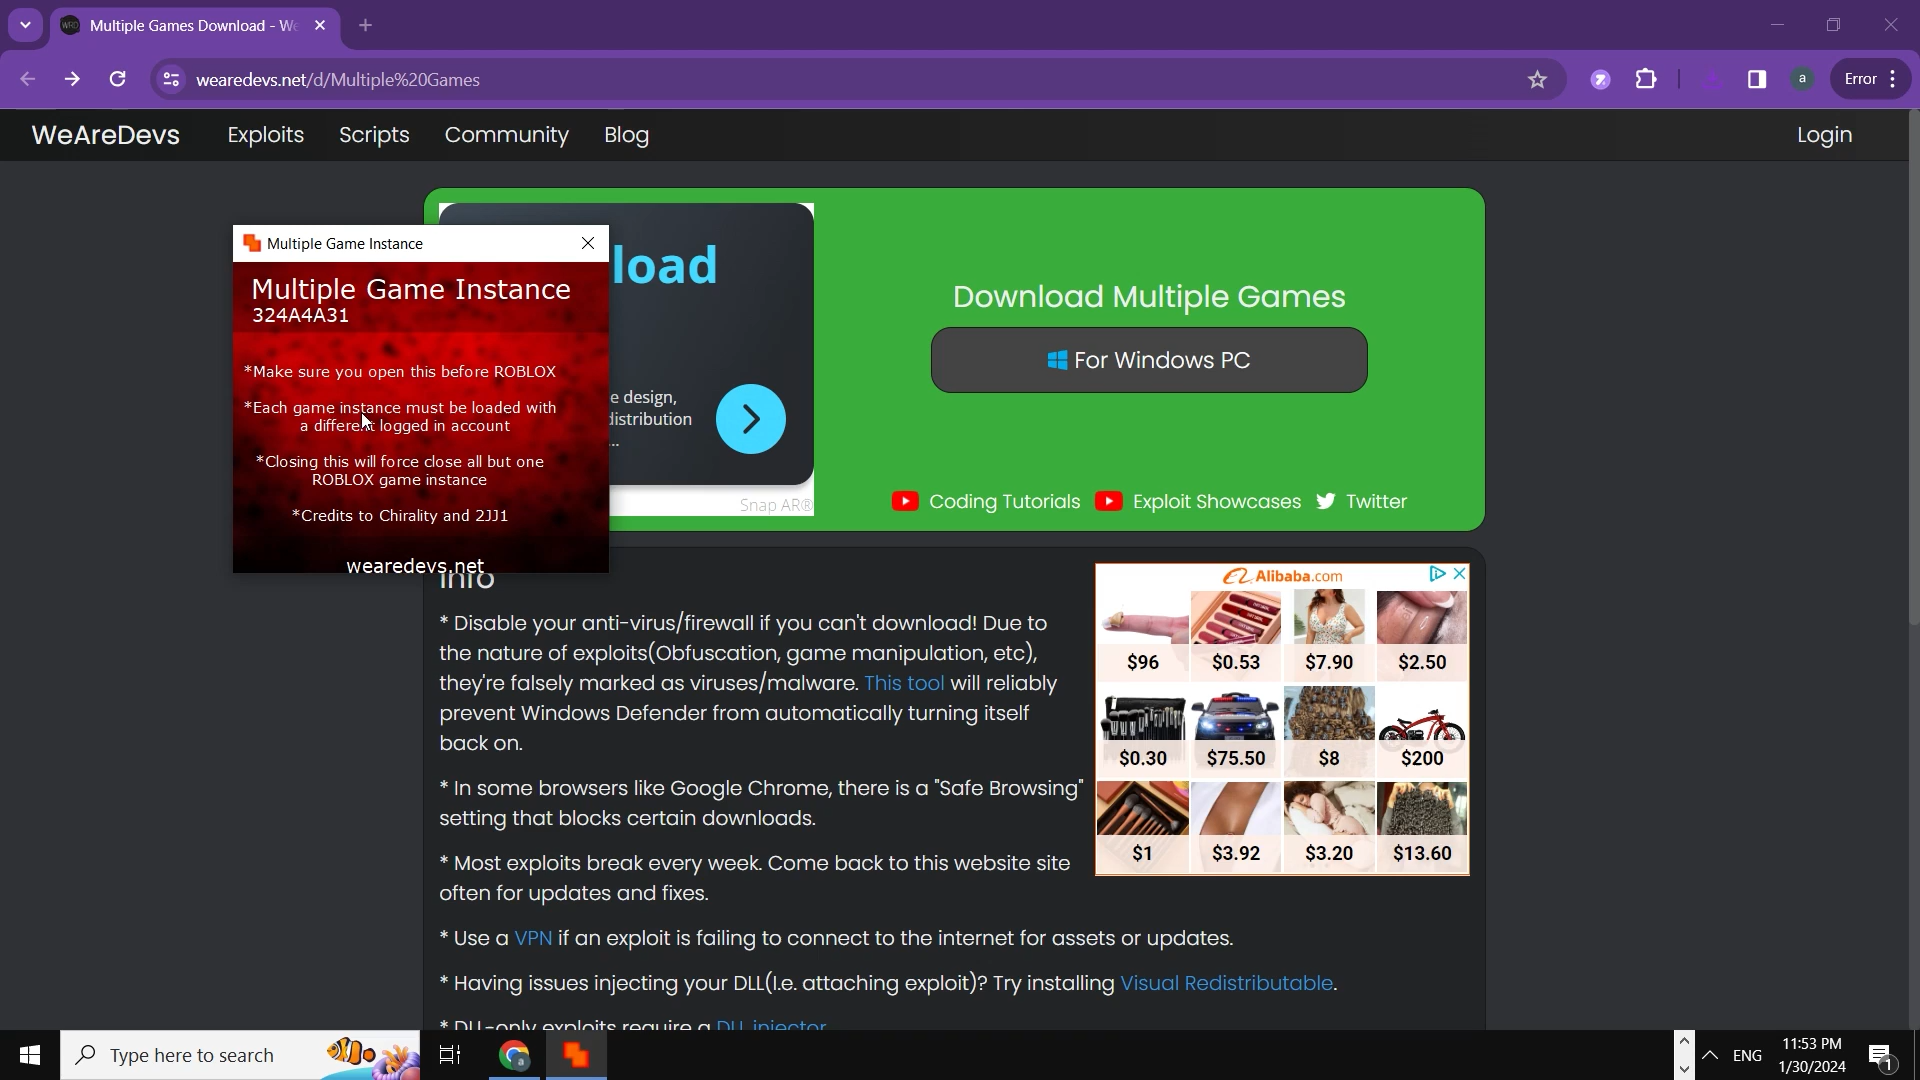 Multiple Games Download - We
wearedevs.net/d/Multiple%20Games
a
Error
WeAreDevs
Exploits
Scripts
Community
Blog
Login
Multiple Game Instance
Multiple Game Instance
324A4A31
*Make sure you open this before ROBLOX
*Each game instance must be loaded with
a different logged in account
*Closing this will force close all but one
ROBLOX game instance
*Credits to Chirality and 2JJ1
wearedevs.net
load
e design,
distribution
...
Snap AR®
Download Multiple Games
For Windows PC
Coding Tutorials
Exploit Showcases
Twitter
Info
* Disable your anti-virus/firewall if you can't download! Due to
the nature of exploits(Obfuscation, game manipulation, etc),
they're falsely marked as viruses/malware. This tool will reliably
prevent Windows Defender from automatically turning itself
back on.
* In some browsers like Google Chrome, there is a "Safe Browsing"
setting that blocks certain downloads.
* Most exploits break every week. Come back to this website site
often for updates and fixes.
* Use a VPN if an exploit is failing to connect to the internet for assets or updates.
* Having issues injecting your DLL(I.e. attaching exploit)? Try installing Visual Redistributable.
* DLL-only exploits require a DLL injector
Alibaba.com
$96
$0.53
$7.90
$2.50
$0.30
$75.50
$8
$200
$1
$3.92
$3.20
$13.60
Type here to search
a
ENG
11:53 PM
1/30/2024
1